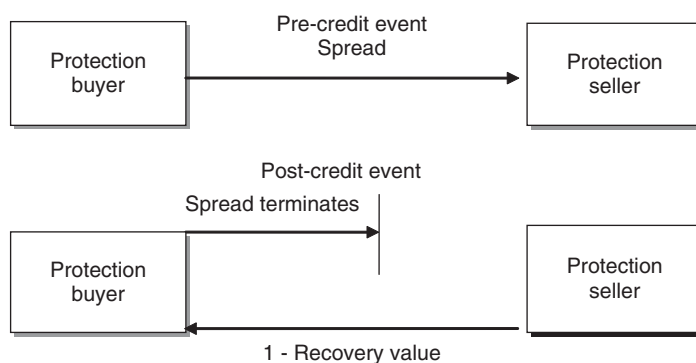 Protection
buyer
Pre-credit event
Spread
Protection
seller
Post-credit event
Spread terminates
Protection
buyer
Protection
seller
1 - Recovery value